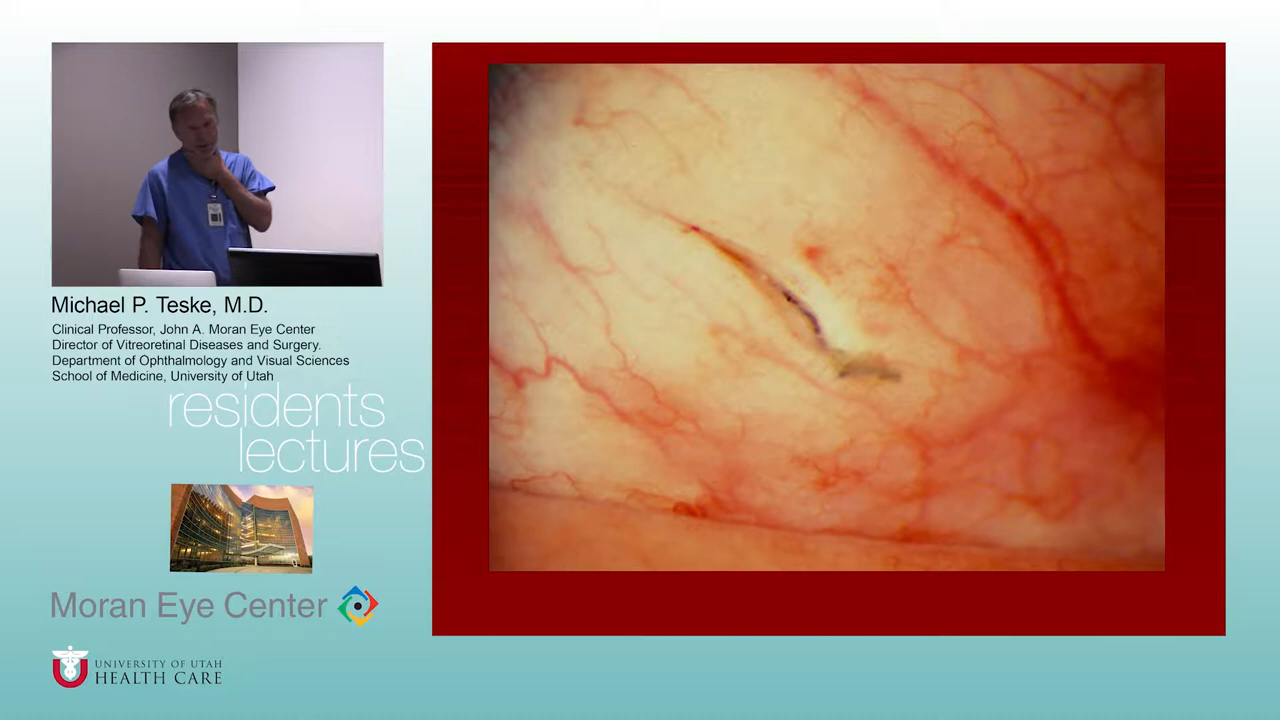 Michael P. Teske, M.D.
Clinical Professor, John A. Moran Eye Center
Director of Vitreoretinal Diseases and Surgery.
Department of Ophthalmology and Visual Sciences
School of Medicine, University of Utah
residents
lectures
Moran Eye Center
UNIVERSITY OF UTAH
HEALTH CARE